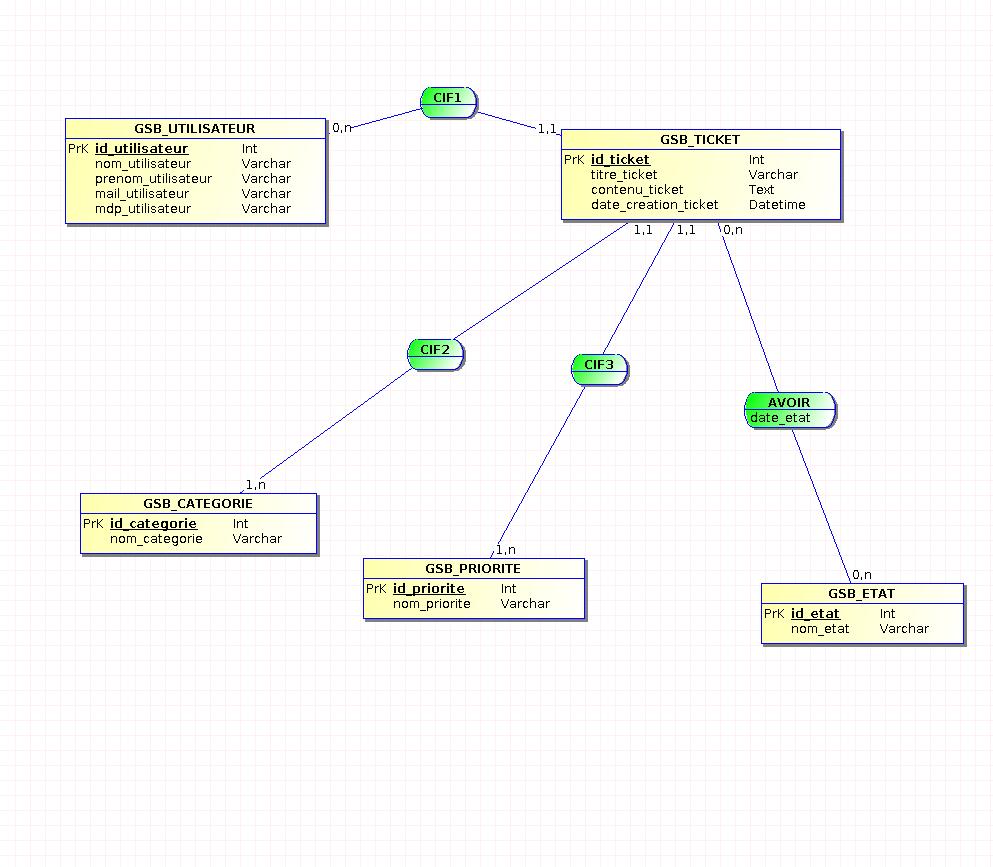 CIF1
0,n
1,1
GSB_UTILISATEUR
PrK id_utilisateur Int
nom_utilisateur Varchar
prenom_utilisateur Varchar
mail_utilisateur Varchar
mdp_utilisateur Varchar
GSB_TICKET
PrK id_ticket Int
titre_ticket Varchar
contenu_ticket Text
date_creation_ticket Datetime
1,1
1,1
0,n
CIF2
CIF3
AVOIR
date_etat
1,n
GSB_CATEGORIE
PrK id_categorie Int
nom_categorie Varchar
1,n
GSB_PRIORITE
PrK id_priorite Int
nom_priorite Varchar
0,n
GSB_ETAT
PrK id_etat Int
nom_etat Varchar